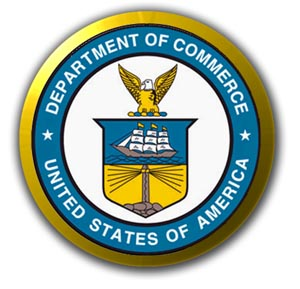 DEPARTMENT OF COMMERCE
UNITED STATES OF AMERICA